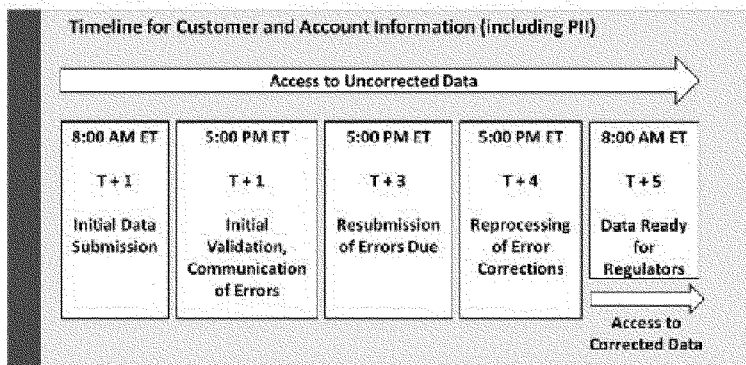 Timeline for Customer and Account Information (Including PII)
Access to Uncorrected Data
8:00 AM ET
T + 1
Initial Data
Submission
5:00 PM ET
T + 1
Initial
Validation,
Communication
of Errors
5:00 PM ET
T + 3
Resubmission
of Errors Due
5:00 PM ET
T + 4
Reprocessing
of Error
Corrections
8:00 AM ET
T + 5
Data Ready
for
Regulators
Access to
Corrected Data